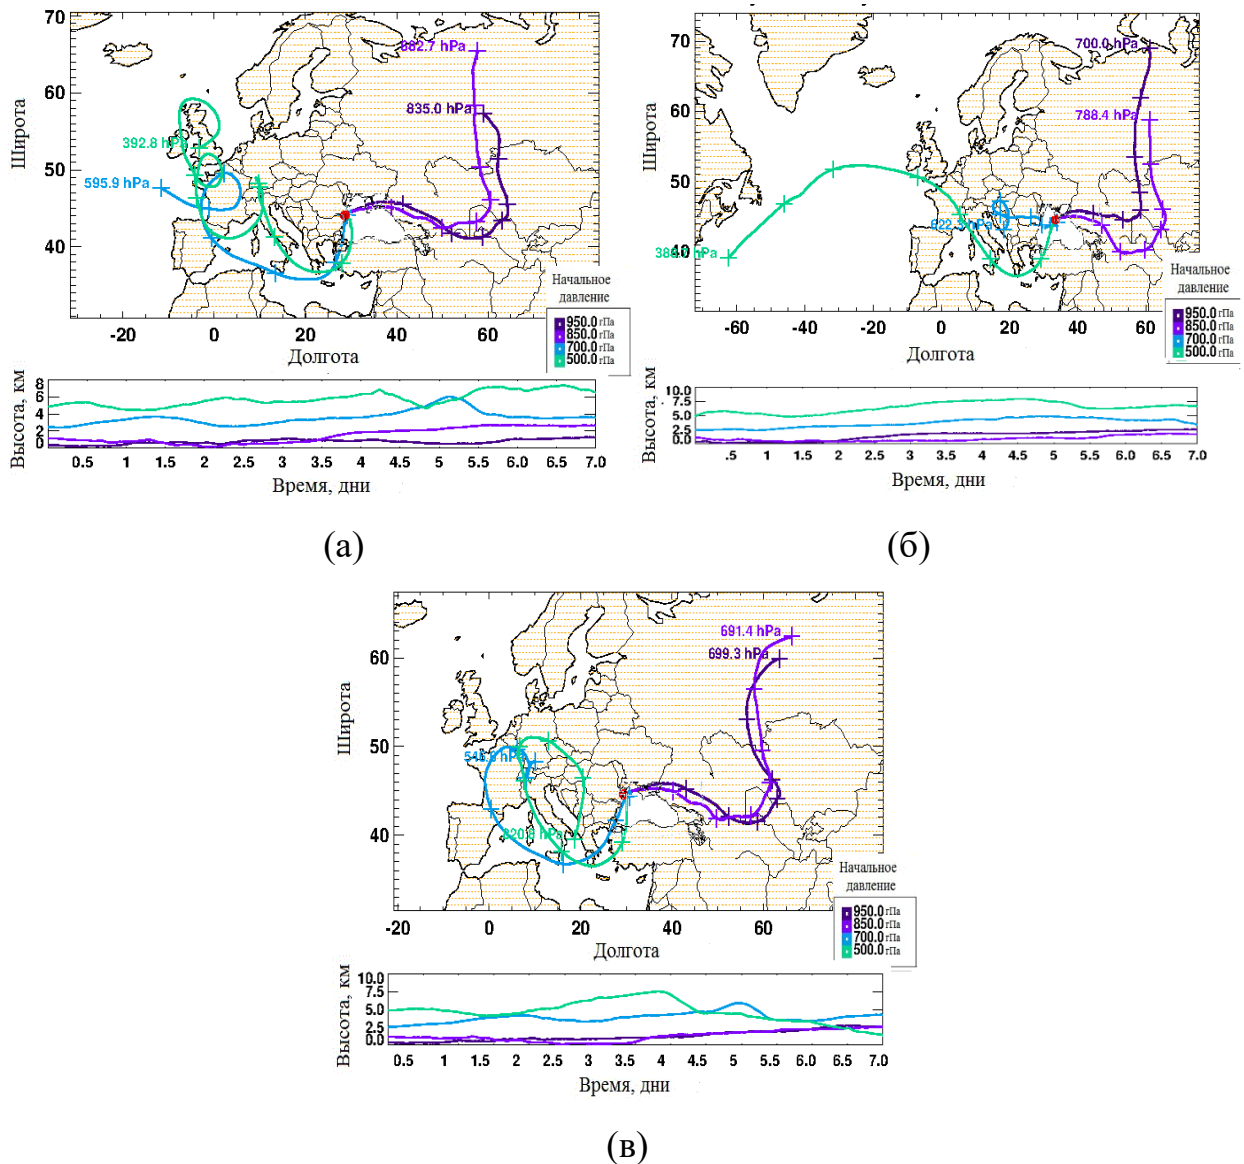 70
60
50
40
Широта
882.7 hPa
835.0 hPa
392.8 hPa
595.9 hPa
-20 0 20 40 60
Долгота
Начальное
давление
950.0 гПа
850.0 гПа
700.0 гПа
500.0 гПа
Высота, км
8
6
4
2
0
0.5 1 1.5 2 2.5 3 3.5 4 4.5 5 5.5 6.0 6.5 7.0
Время, дни
(а)
70
60
50
40
Широта
700.0 hPa
788.4 hPa
-60 -40 -20 0 20 40 60
Долгота
Начальное
давление
950.0 гПа
850.0 гПа
700.0 гПа
500.0 гПа
Высота, км
10.0
7.5
5.0
2.5
0.0
.5 1 1.5 2 2.5 3 3.5 4 4.5 5 5.5 6.0 6.5 7.0
Время, дни
(б)
60
50
40
Широта
691.4 hPa
699.3 hPa
-20 0 20 40 60
Долгота
Начальное
давление
950.0 гПа
850.0 гПа
700.0 гПа
500.0 гПа
Высота, км
10.0
7.5
5.0
2.5
0.0
0.5 1 1.5 2 2.5 3 3.5 4 4.5 5 5.5 6.0 6.5 7.0
Время, дни
(в)